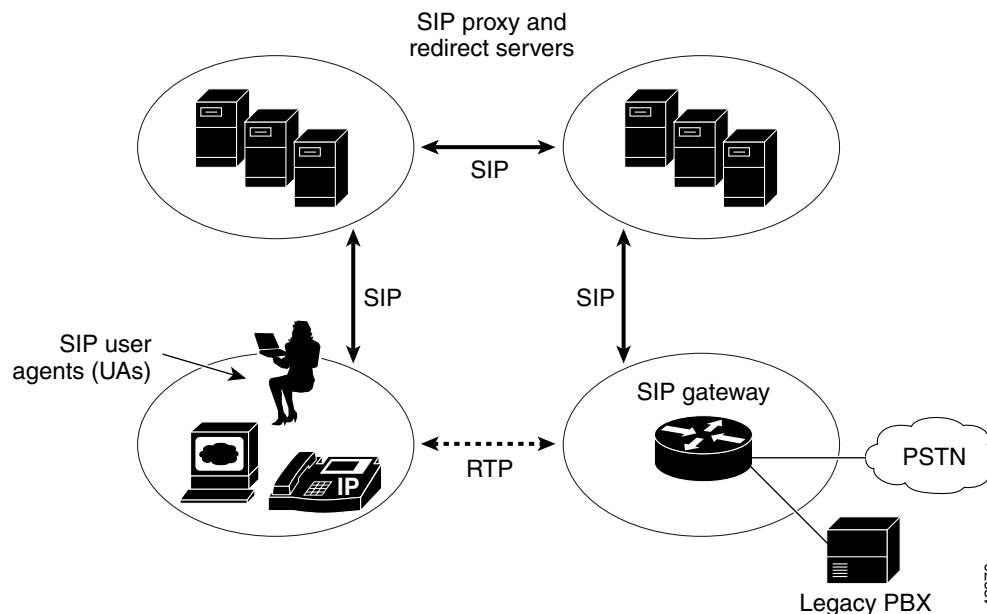 SIP proxy and
redirect servers
SIP
SIP
SIP
SIP user
agents (UAs)
SIP gateway
IP
RTP
PSTN
Legacy PBX